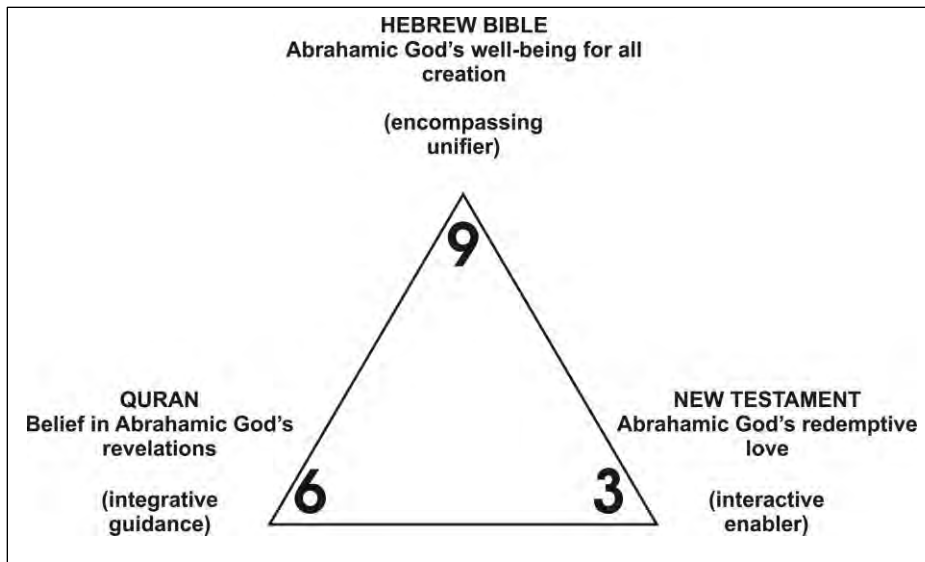 HEBREW BIBLE
Abrahamic God’s well-being for all
creation
(encompassing
unifier)
9
QURAN
Belief in Abrahamic God’s
revelations
(integrative
guidance)
6
3
NEW TESTAMENT
Abrahamic God’s redemptive
love
(interactive
enabler)